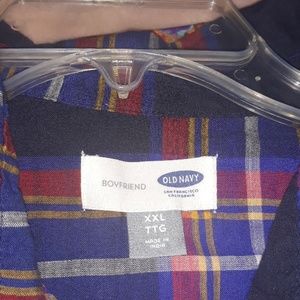 BOYFRIEND
OLD NAVY
SAN FRANCISCO
CALIFORNIA
XXL
TTG
MADE IN
INDIA